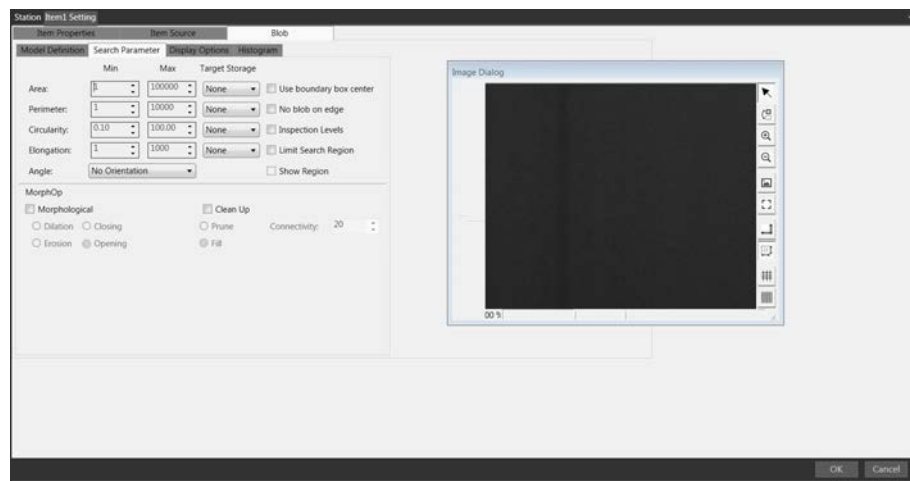 Station Item1 Setting
Item Properties Item Source Blob
Model Definition Search Parameter Display Options Histogram
Min Max Target Storage
Area: 1 100000 None Use boundary box center
Perimeter: 1 10000 None No blob on edge
Circularity: 0.10 100.00 None Inspection Levels
Elongation: 1 1000 None Limit Search Region
Angle: No Orientation Show Region
MorphOp
Morphological Clean Up
Dilation Closing Prune Connectivity: 20
Erosion Opening Fill
Image Dialog
00 %
OK Cancel